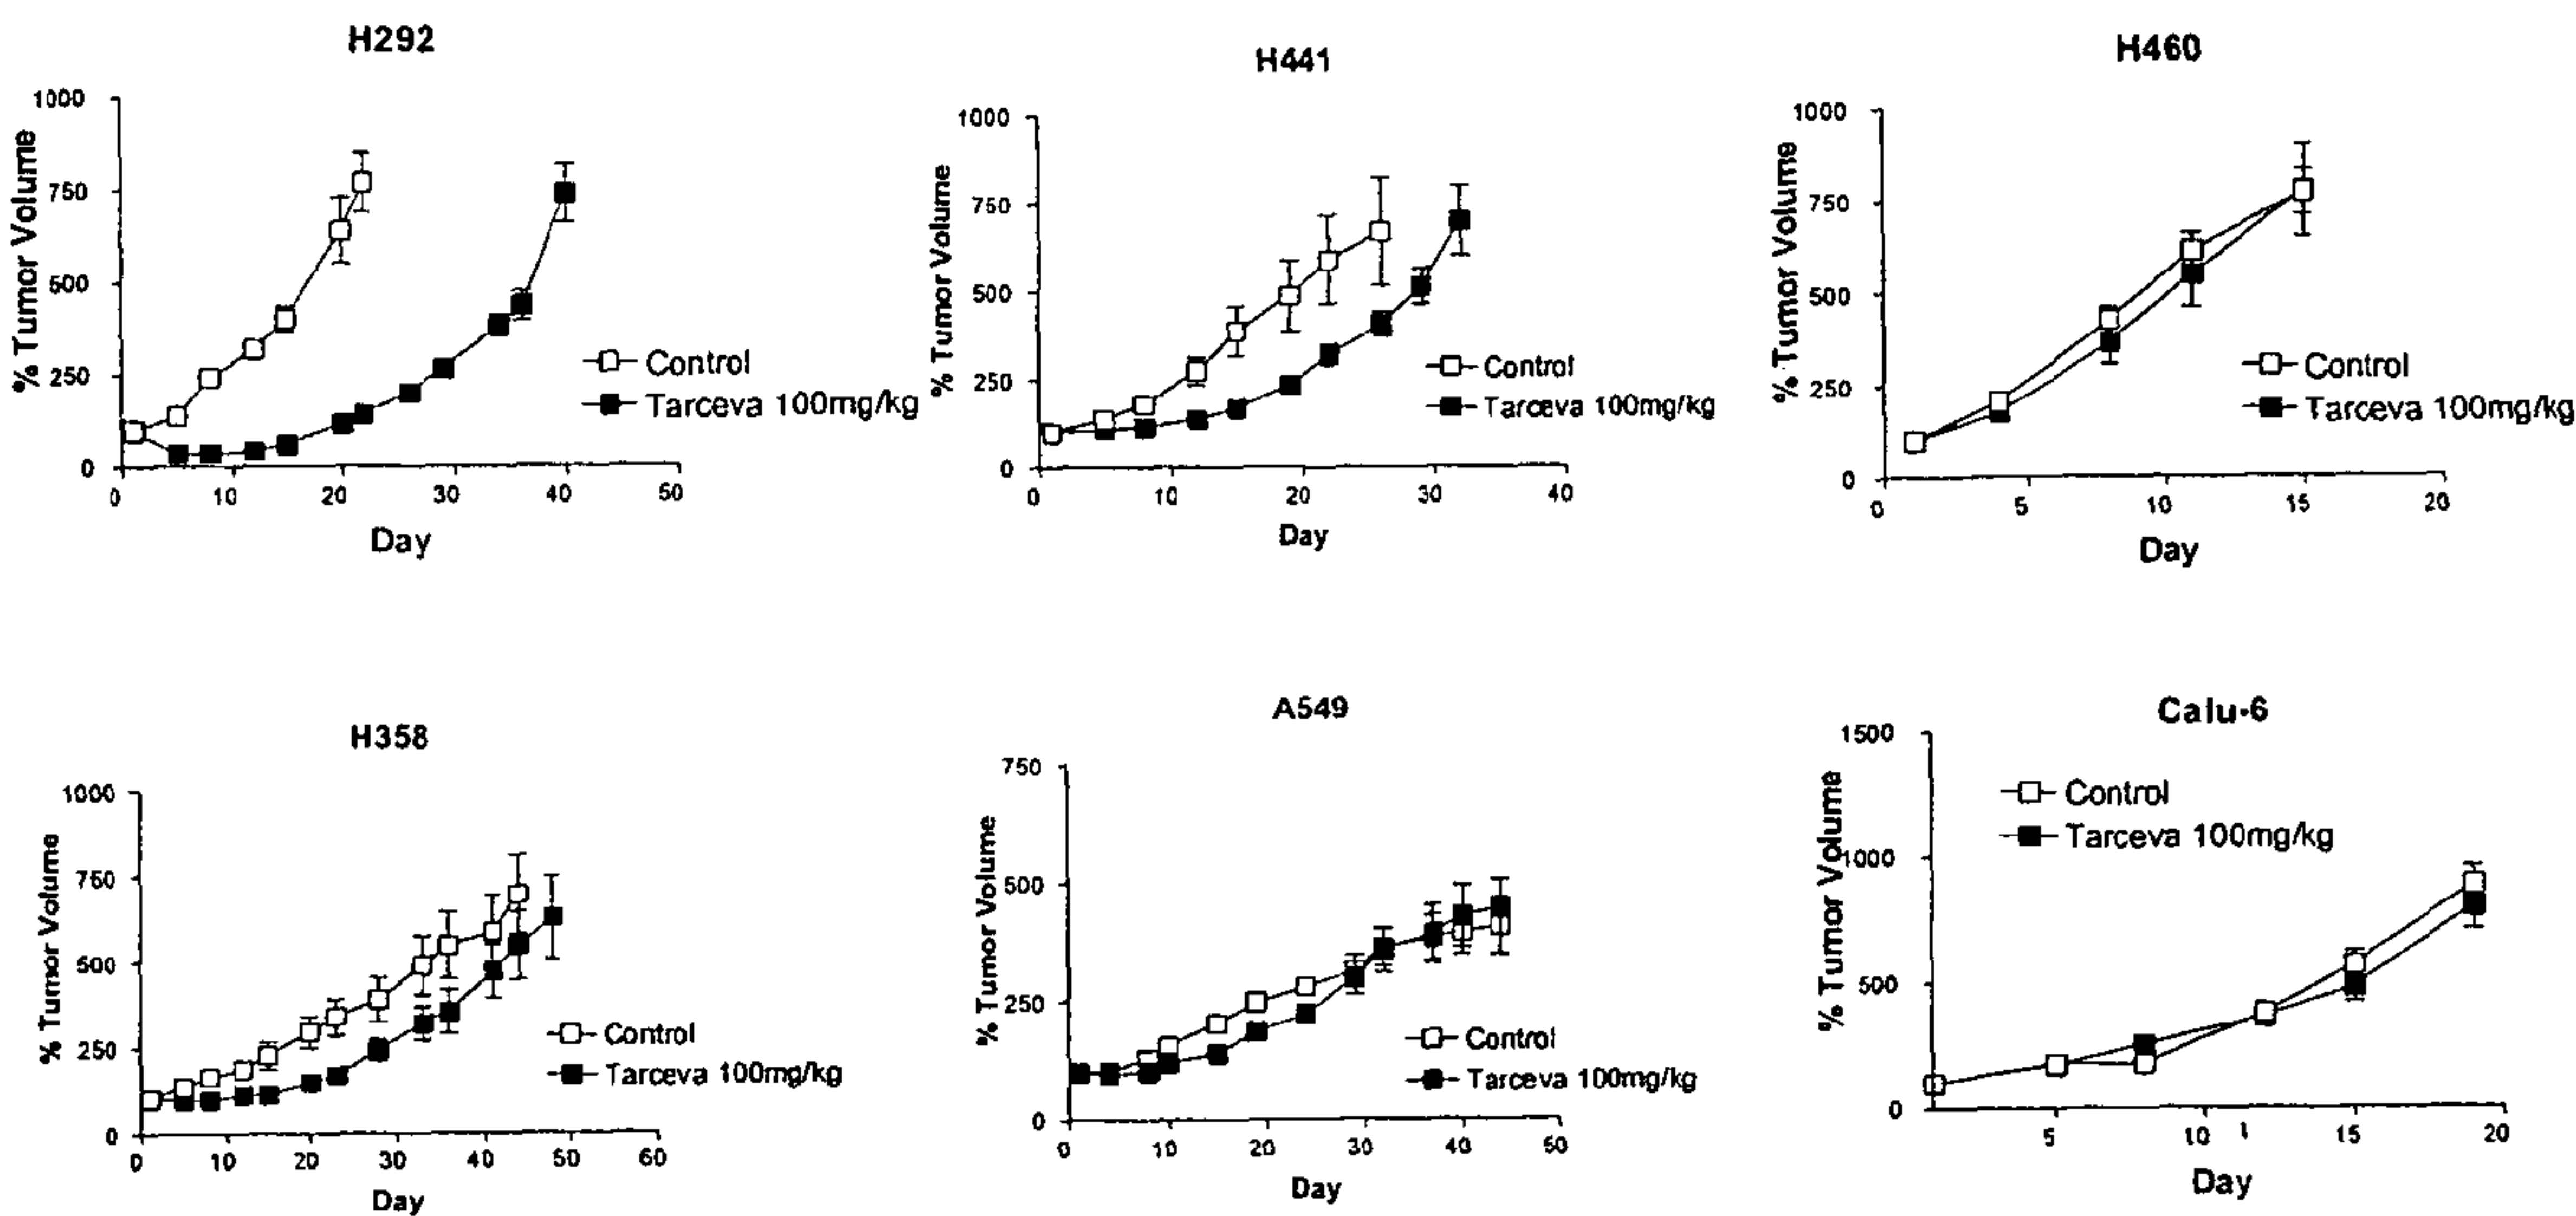 H292
% Tumor Volume
1000
750
500
250
0
0 10 20 30 40 50
Day
Control
Tarceva 100mg/kg
H441
% Tumor Volume
1000
750
500
250
0
0 10 20 30 40
Day
Control
Tarceva 100mg/kg
H460
% Tumor Volume
1000
750
500
250
0
0 5 10 15 20
Day
Control
Tarceva 100mg/kg
H358
% Tumor Volume
1000
750
500
250
0
0 10 20 30 40 50 60
Day
Control
Tarceva 100mg/kg
A549
% Tumor Volume
750
500
250
0
0 10 20 30 40 50
Day
Control
Tarceva 100mg/kg
Calu-6
% Tumor Volume
1500
1000
500
0
5 10 15 20
Day
Control
Tarceva 100mg/kg